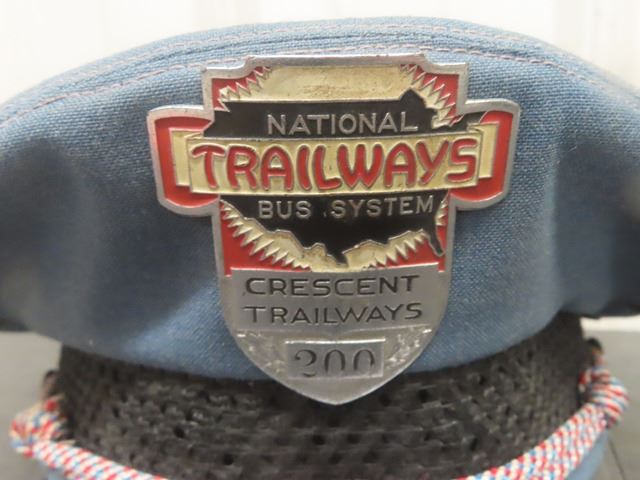 NATIONAL
TRAILWAYS
BUS SYSTEM
CRESCENT
TRAILWAYS
200